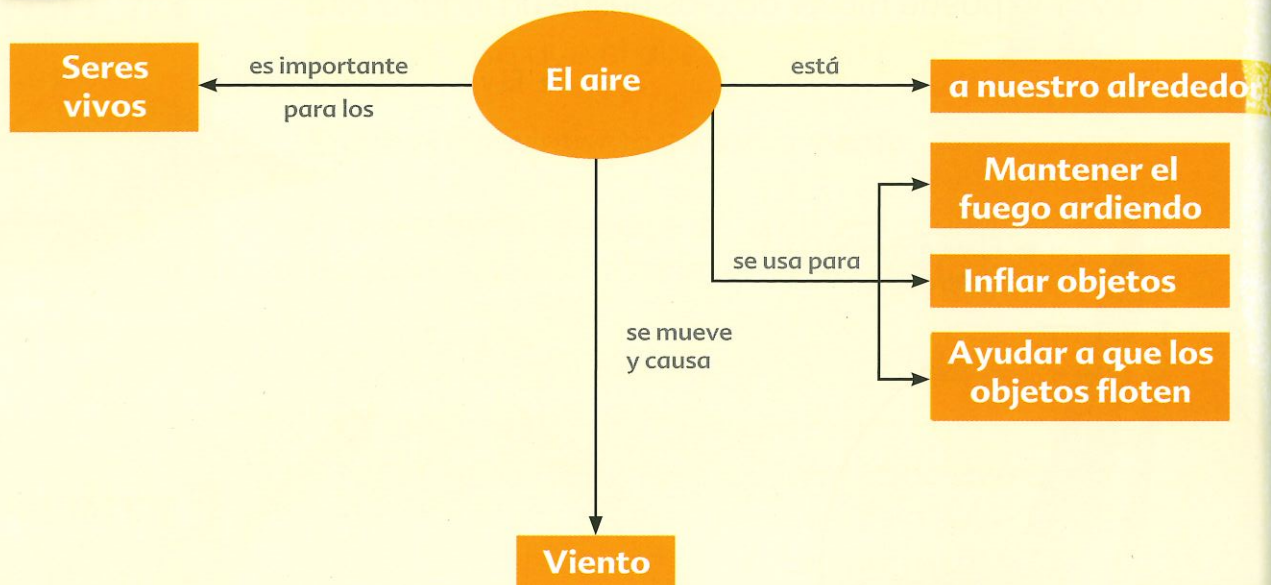 El aire
es importante
para los
Seres
vivos
está
a nuestro alrededor
se usa para
Mantener el
fuego ardiendo
Inflar objetos
Ayudar a que los
objetos floten
se mueve
y causa
Viento